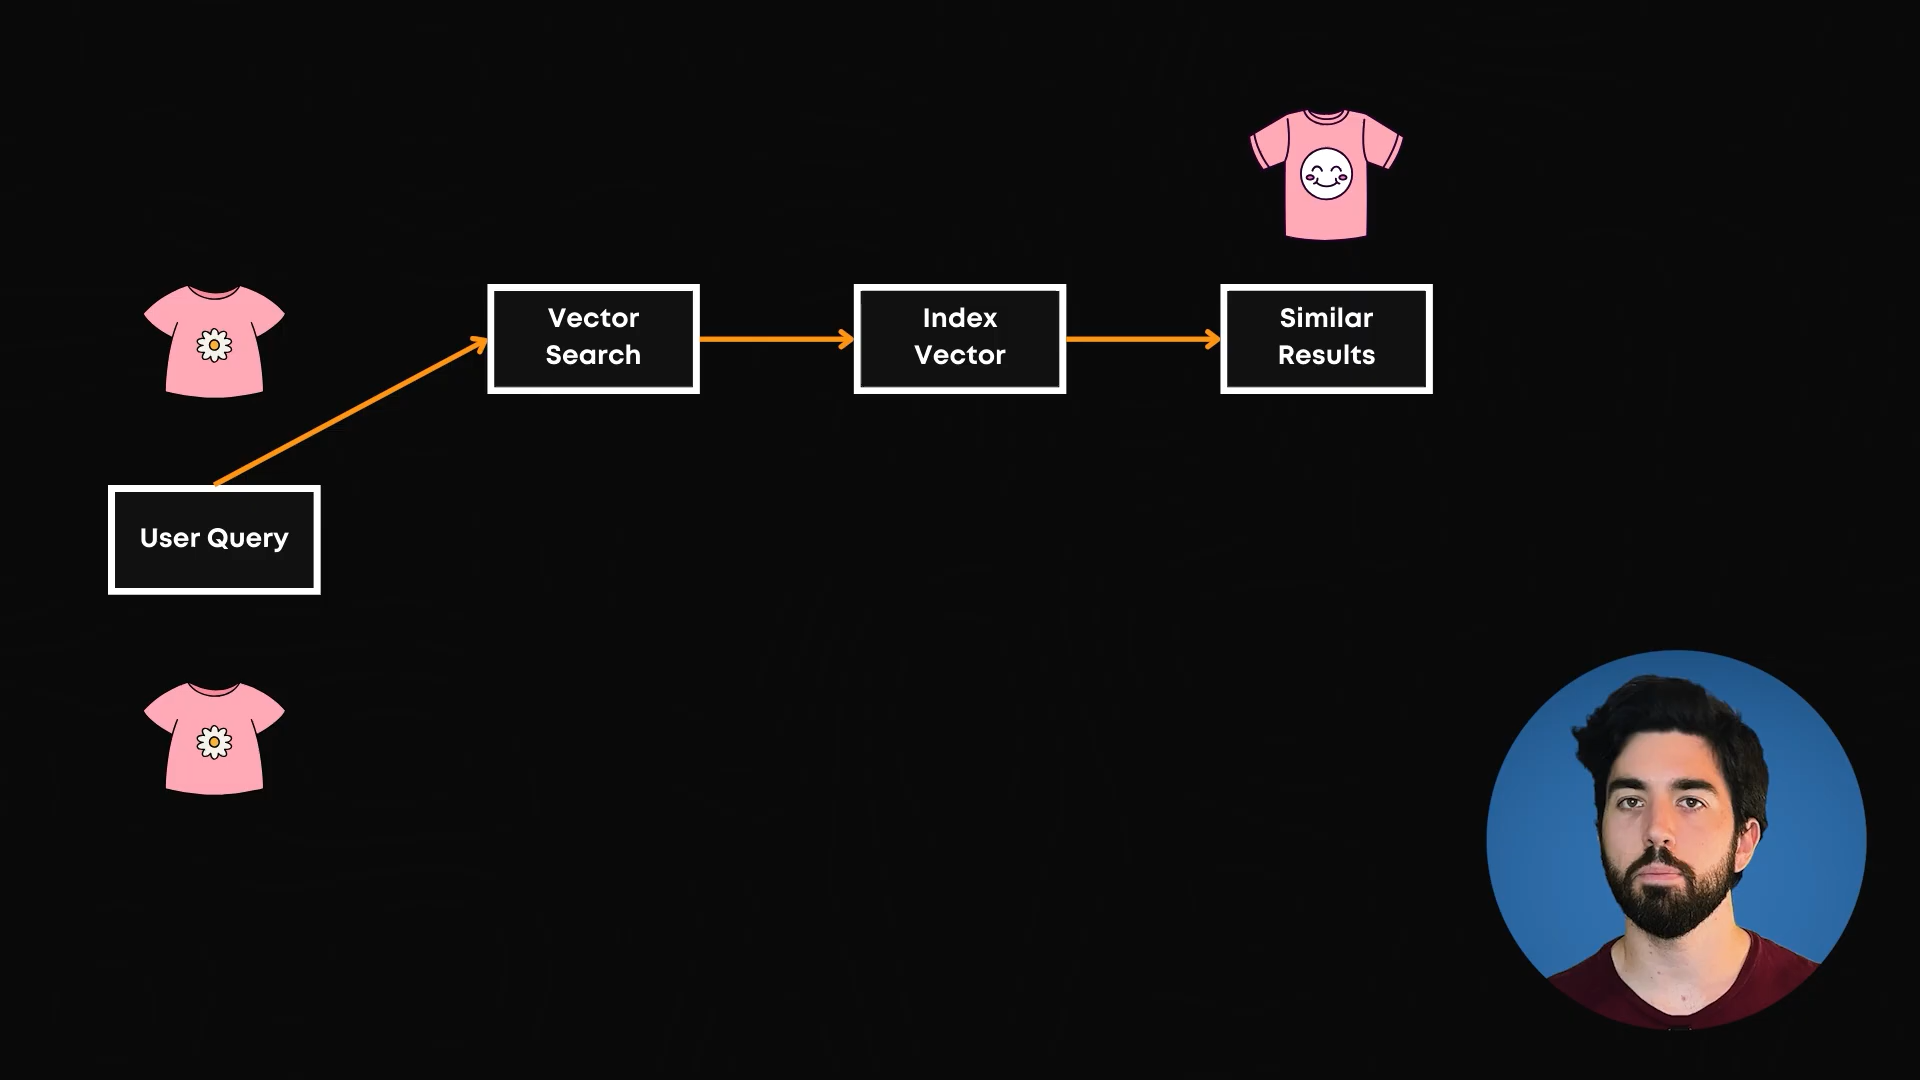 Vector
Search
Index
Vector
Similar
Results
User Query